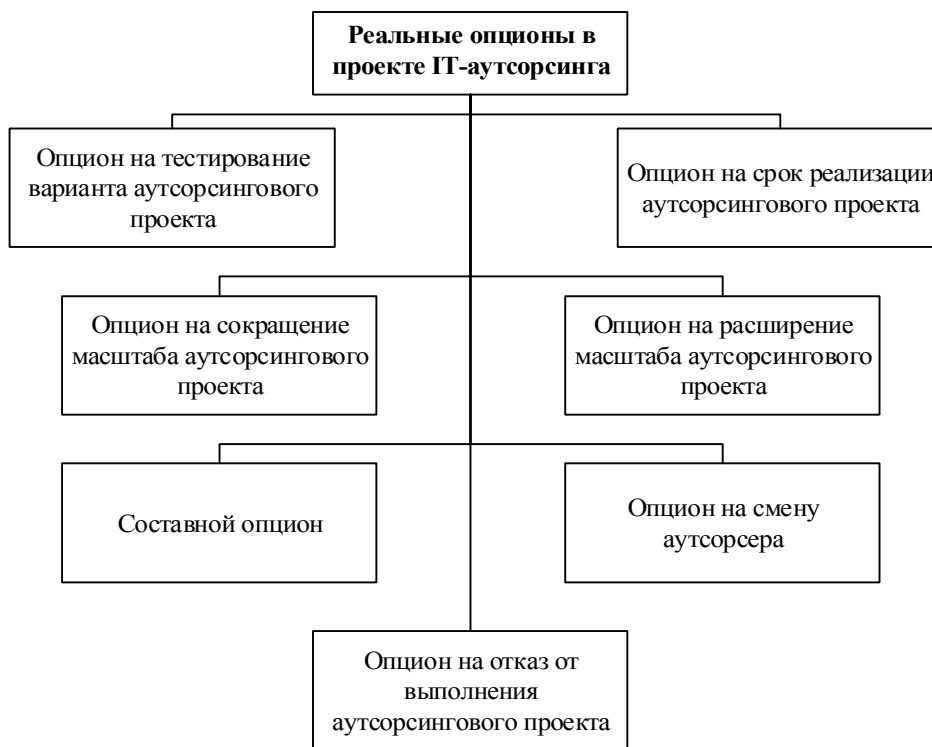 Реальные опционы в
проекте IT-аутсорсинга
Опцион на тестирование
варианта аутсорсингового
проекта
Опцион на срок реализации
аутсорсингового проекта
Опцион на сокращение
масштаба аутсорсингового
проекта
Опцион на расширение
масштаба аутсорсингового
проекта
Составной опцион
Опцион на смену
аутсорсера
Опцион на отказ от
выполнения
аутсорсингового проекта